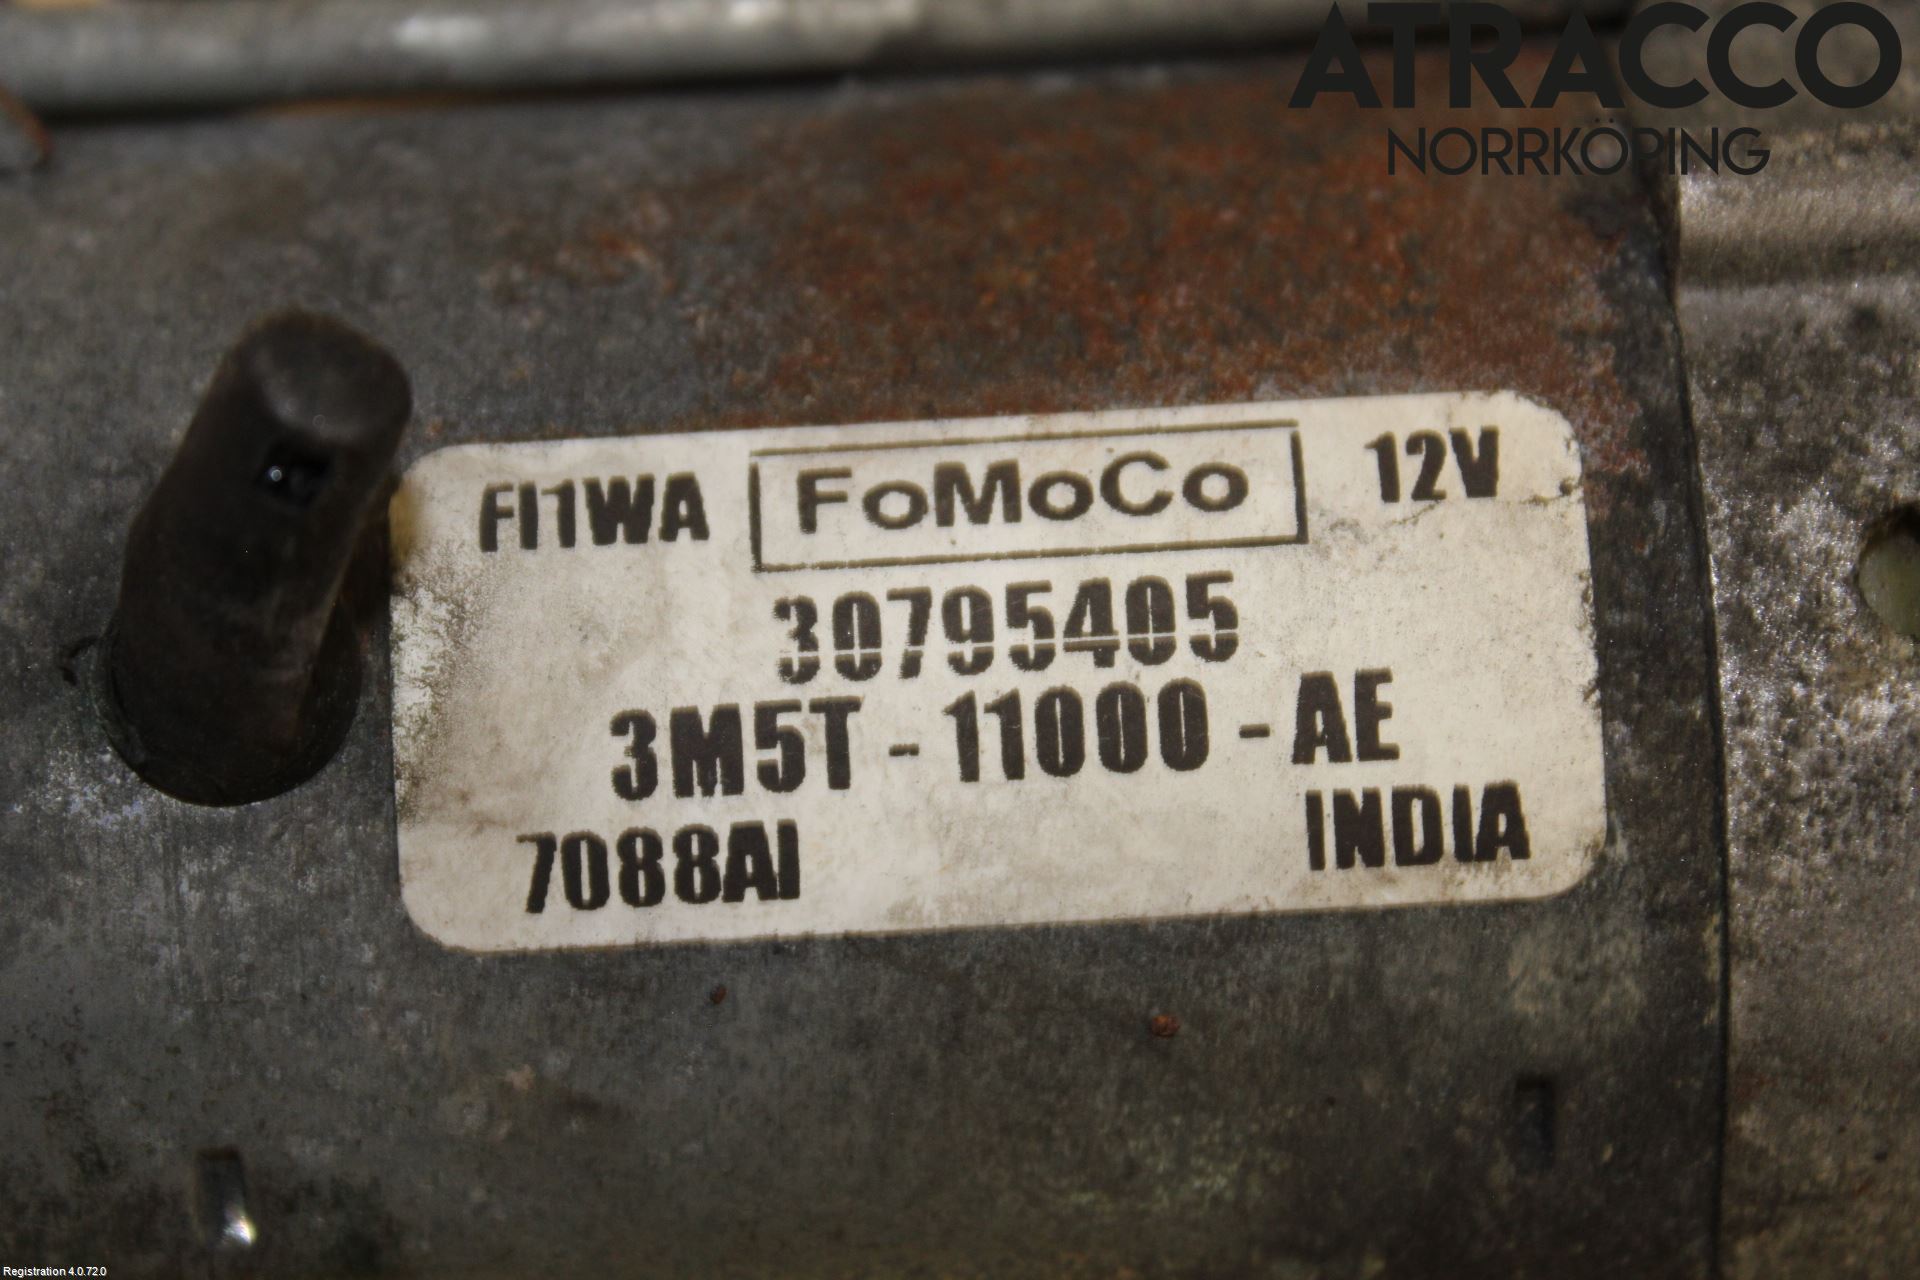 ATRACCO
NORRKÖPING
FI1WA FoMoCo 12V
30795405
3M5T - 11000 - AE
7088AI INDIA
Registration 4.0.72.0